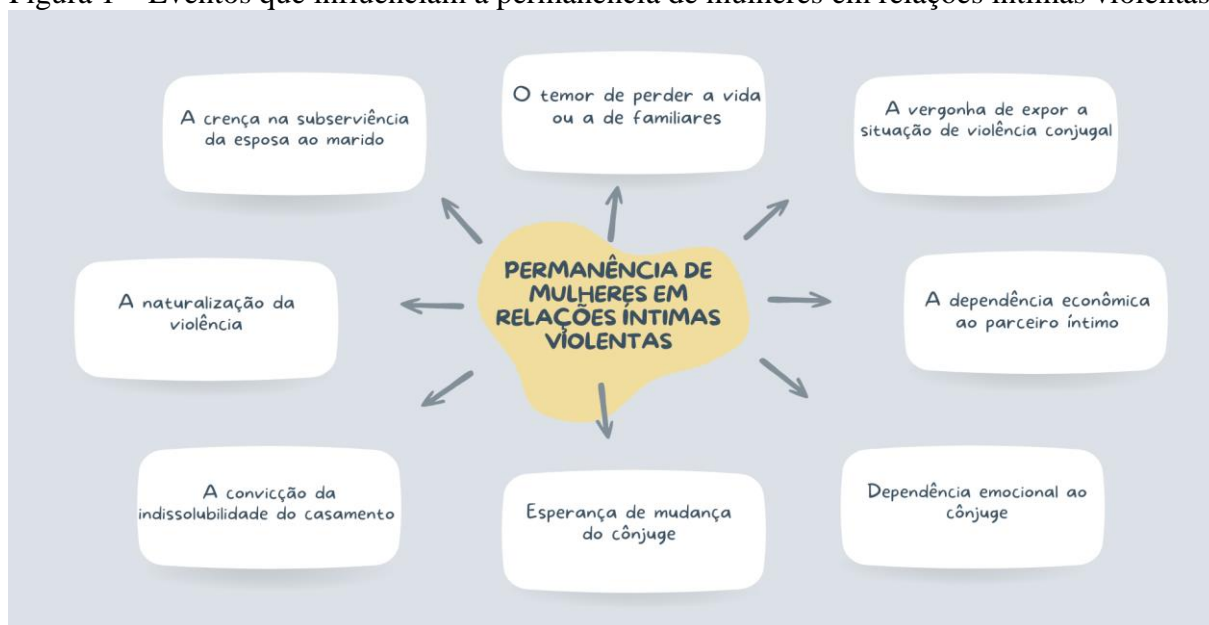 Figura 1 – Eventos que influenciam a permanência de mulheres em relações íntimas violentas
A crença na subserviência
da esposa ao marido
O temor de perder a vida
ou a de familiares
A vergonha de expor a
situação de violência conjugal
A naturalização da
violência
PERMANÊNCIA DE
MULHERES EM
RELAÇÕES ÍNTIMAS
VIOLENTAS
A dependência econômica
ao parceiro íntimo
A convicção da
indissolubilidade do casamento
Esperança de mudança
do cônjuge
Dependência emocional ao
cônjuge